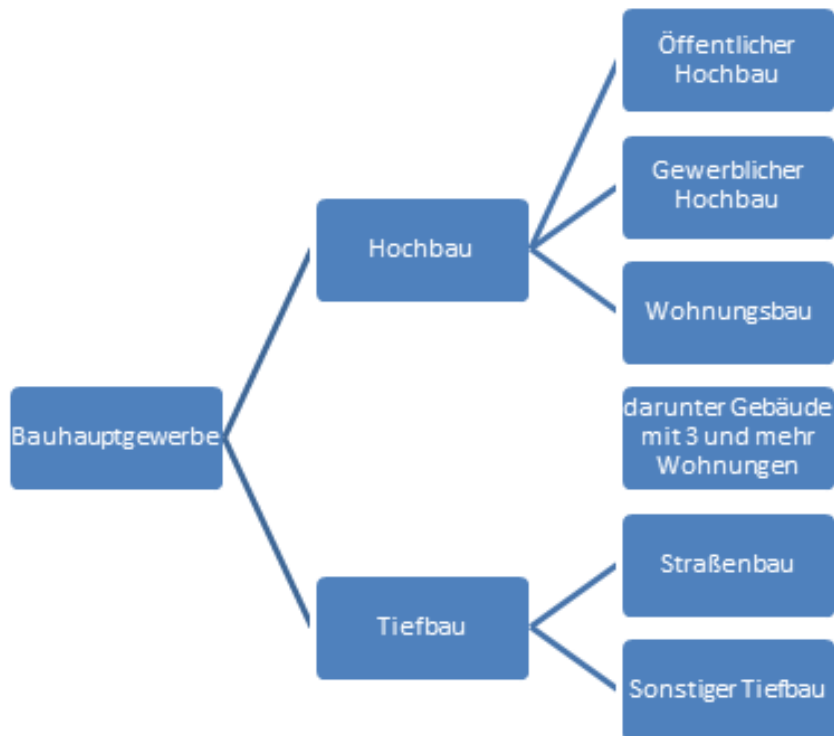 Öffentlicher
Hochbau
Gewerblicher
Hochbau
Hochbau
Wohnungsbau
Bauhauptgewerbe
darunter Gebäude
mit 3 und mehr
Wohnungen
Straßenbau
Tiefbau
Sonstiger Tiefbau